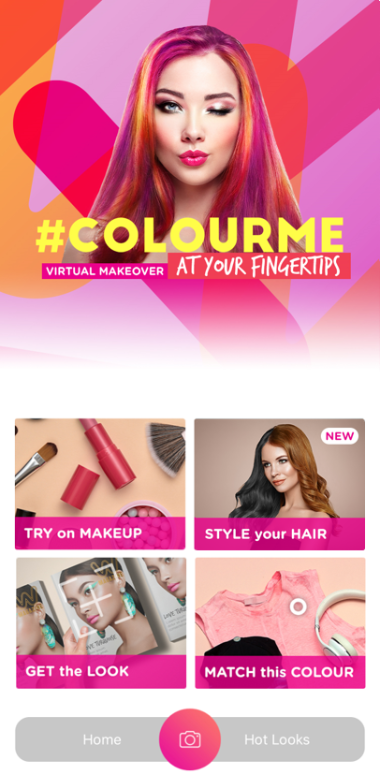 #COLOURME
VIRTUAL MAKEOVER AT YOUR FINGERTIPS
TRY on MAKEUP
NEW
STYLE your HAIR
GET the LOOK
MATCH this COLOUR
Home
Hot Looks